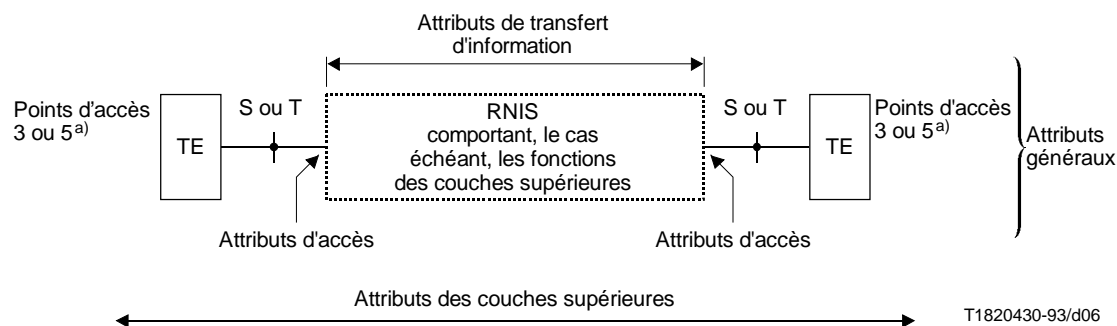 Attributs de transfert
d'information
Points d'accès
3 ou 5a)
TE
S ou T
RNIS
comportant, le cas
échéant, les fonctions
des couches supérieures
S ou T
TE
Points d'accès
3 ou 5a)
Attributs
généraux
Attributs d'accès
Attributs d'accès
Attributs des couches supérieures
T1820430-93/d06